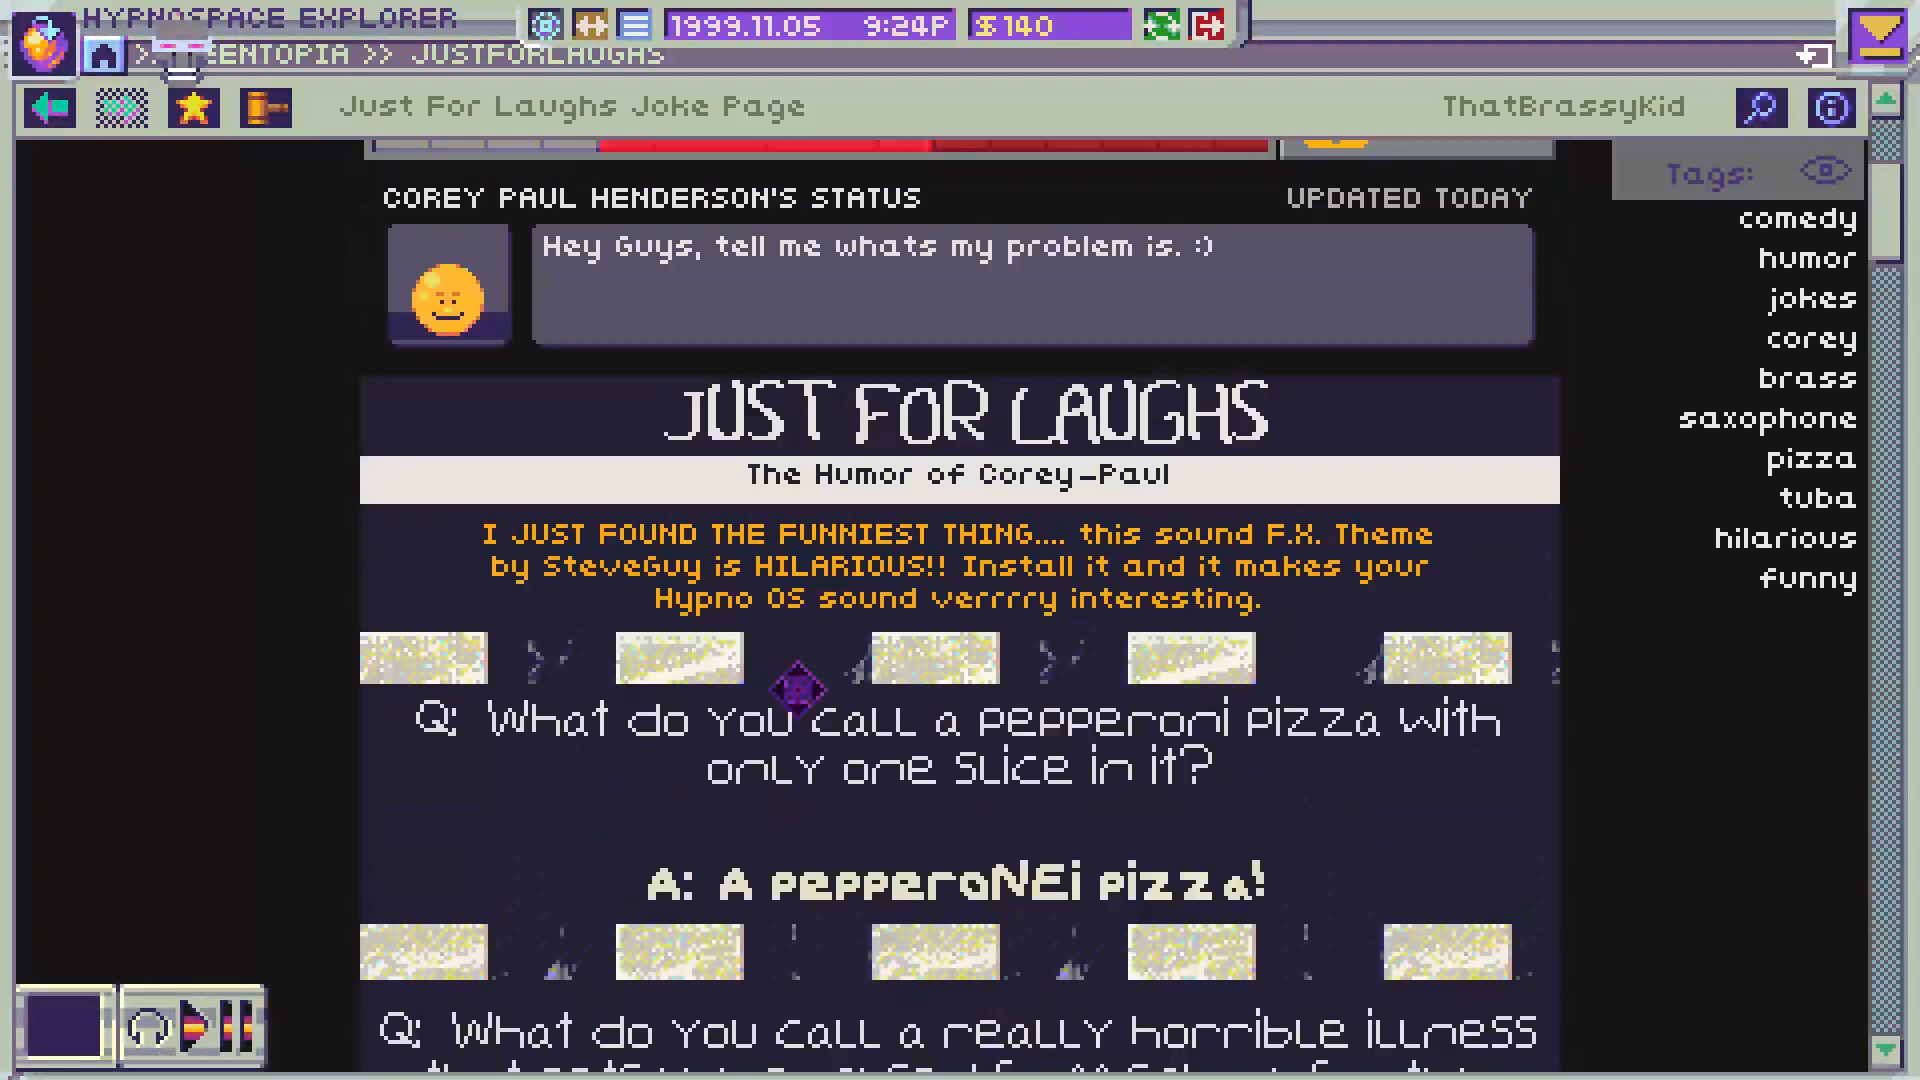 HYPNOSPACE EXPLORER
1999.11.05 9:24P $140
>> JUSTFORLAUGHS
Just For Laughs Joke Page
ThatBrassyKid
Tags:
comedy
humor
jokes
corey
brass
saxophone
pizza
tuba
hilarious
funny
COREY PAUL HENDERSON'S STATUS
UPDATED TODAY
Hey Guys, tell me whats my problem is. :)
JUST FOR LAUGHS
The Humor of Corey-Paul
I JUST FOUND THE FUNNIEST THING.... this sound F.X. Theme
by SteveGuy is HILARIOUS!! Install it and it makes your
Hypno OS sound verrrry interesting.
Q: What do you call a pepperoni pizza with
only one slice in it?
A: A pepperoNEi pizza!
Q: What do you call a really horrible illness